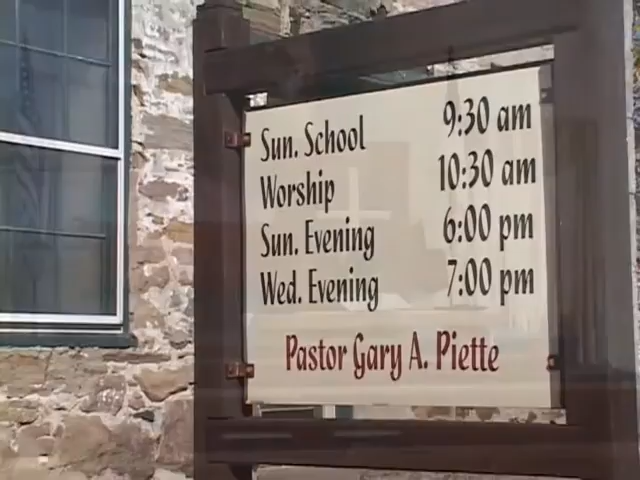 Sun. School 9:30 am
Worship 10:30 am
Sun. Evening 6:00 pm
Wed. Evening 7:00 pm
Pastor Gary A. Piette